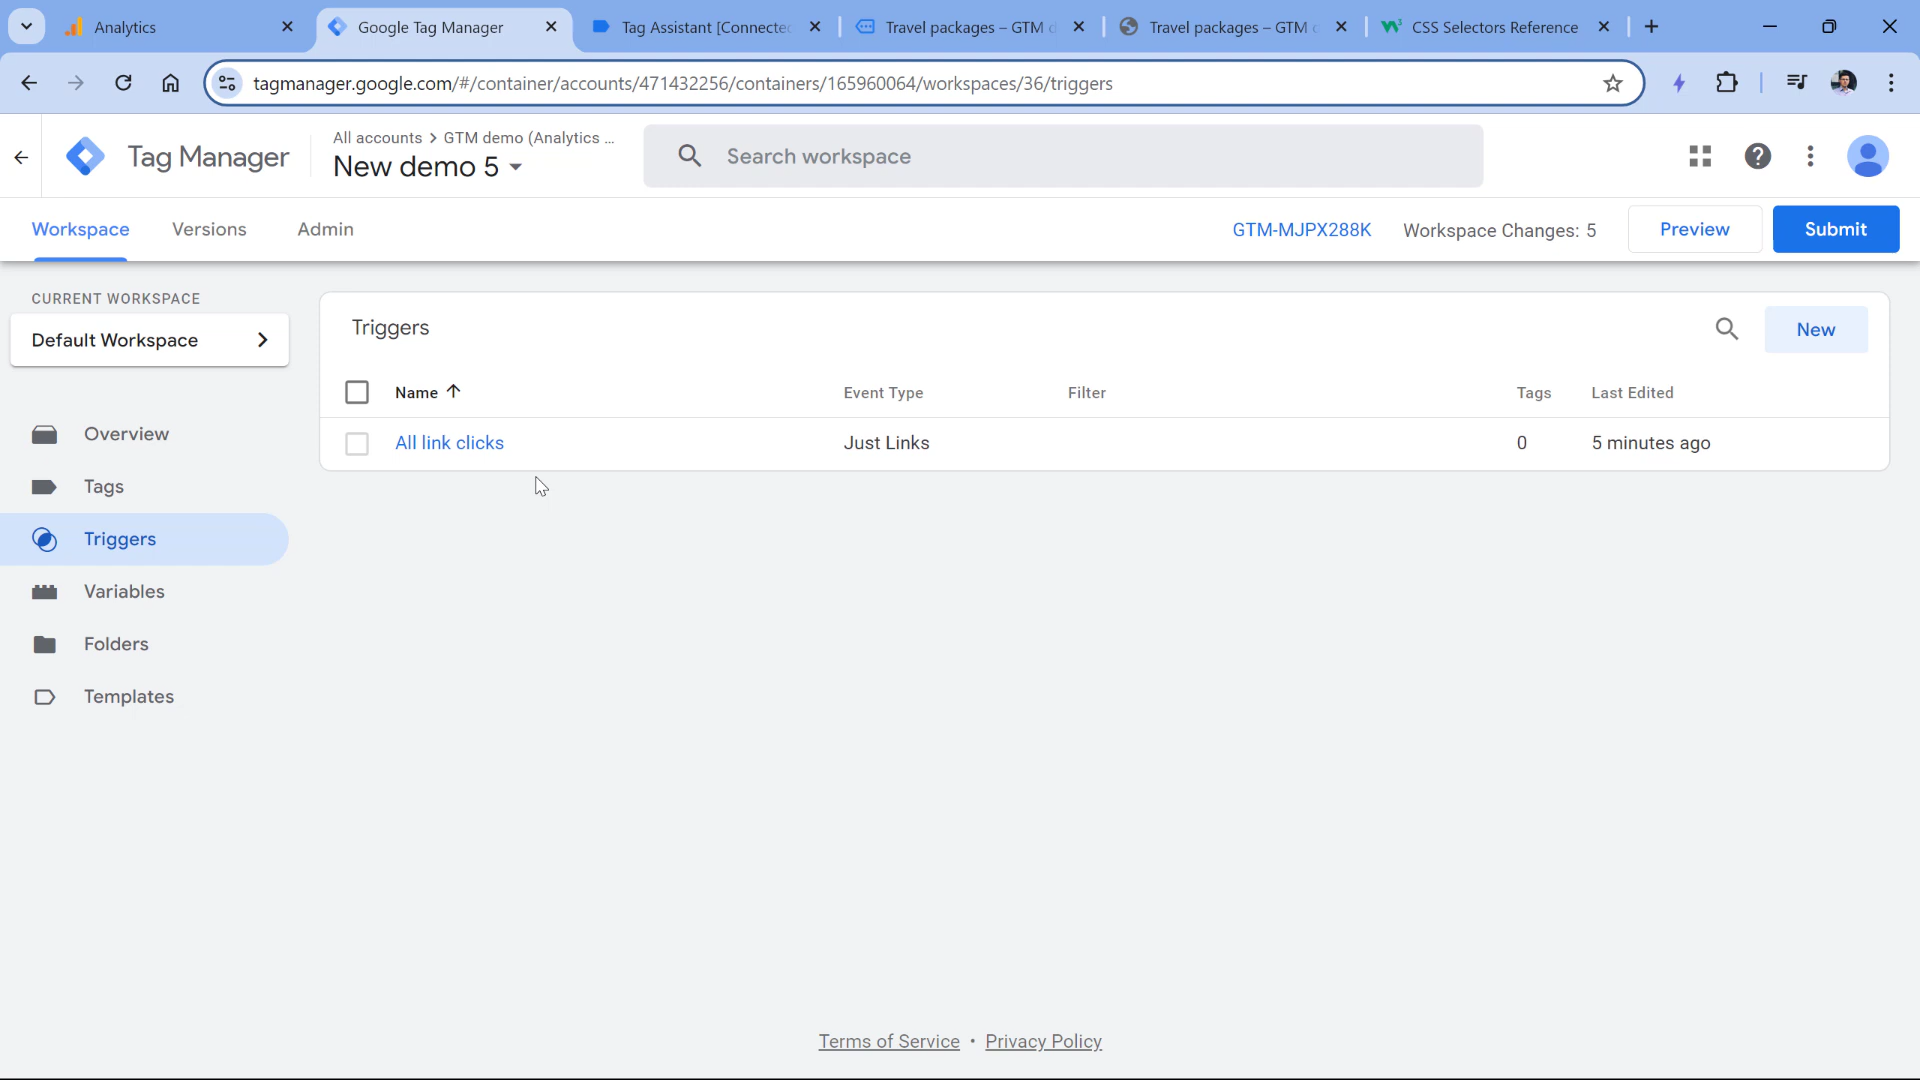 Analytics
Google Tag Manager
Tag Assistant [Connected
Travel packages – GTM d
Travel packages – GTM d
CSS Selectors Reference
tagmanager.google.com/#/container/accounts/471432256/containers/165960064/workspaces/36/triggers
Tag Manager
All accounts > GTM demo (Analytics ...
New demo 5
Search workspace
Workspace
Versions
Admin
GTM-MJPX288K
Workspace Changes: 5
Preview
Submit
CURRENT WORKSPACE
Default Workspace
Overview
Tags
Triggers
Variables
Folders
Templates
Triggers
New
Name
Event Type
Filter
Tags
Last Edited
All link clicks
Just Links
0
5 minutes ago
Terms of Service • Privacy Policy